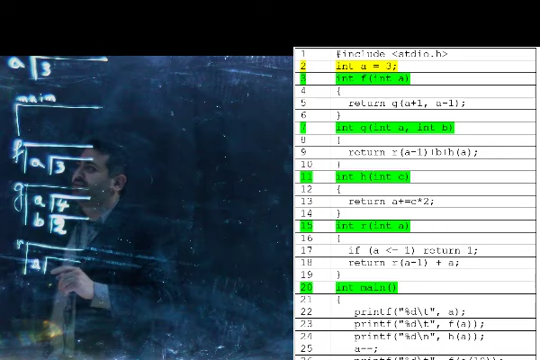 a 3
main
f a 3
g a 4
b 2
r a
1 #include <stdio.h>
2 int a = 3;
3 int f(int a)
4 {
5 return g(a+1, a-1);
6 }
7 int g(int a, int b)
8 {
9 return r(a-1)+b+h(a);
10 }
11 int h(int c)
12 {
13 return a+=c*2;
14 }
15 int r(int a)
16 {
17 if (a <= 1) return 1;
18 return r(a-1) + a;
19 }
20 int main()
21 {
22 printf("%d\t", a);
23 printf("%d\t", f(a));
24 printf("%d\n", h(a));
25 a--;